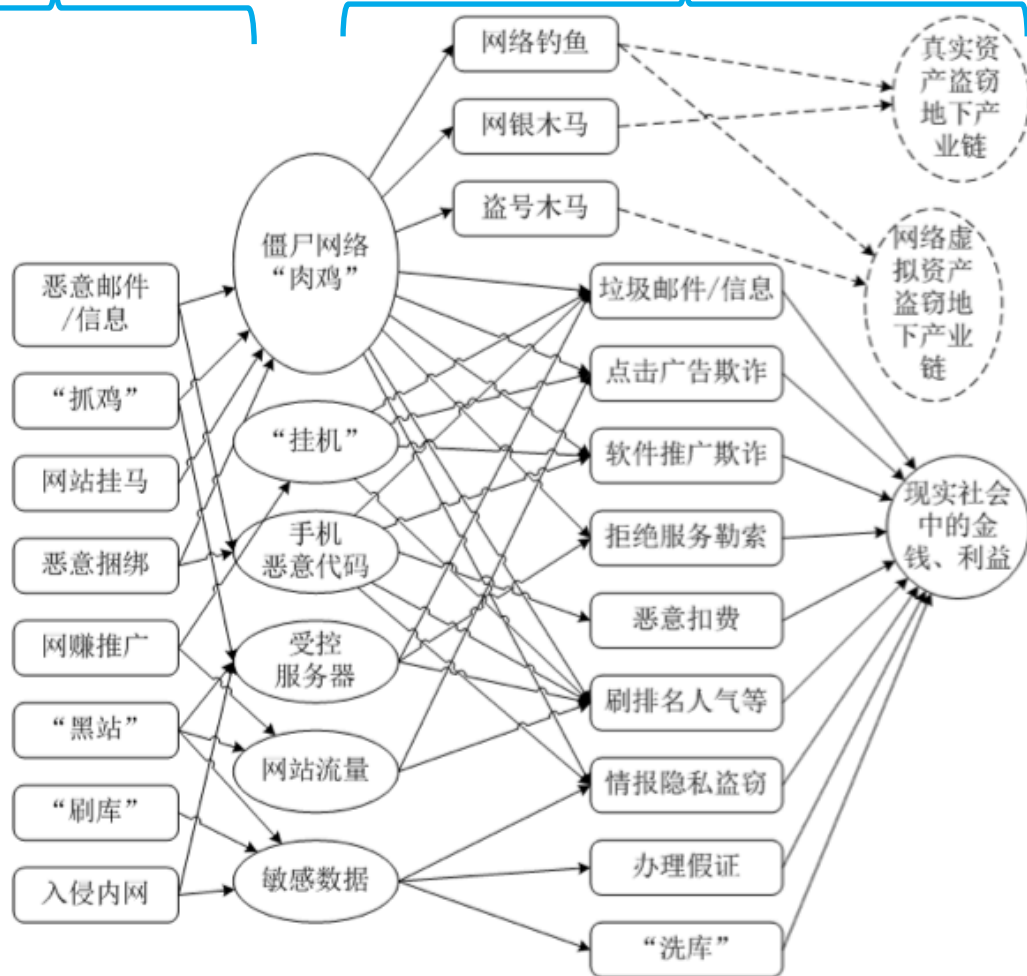 恶意邮件
/信息
“抓鸡”
网站挂马
恶意捆绑
网赚推广
“黑站”
“刷库”
入侵内网
僵尸网络
“肉鸡”
“挂机”
手机
恶意代码
受控
服务器
网站流量
敏感数据
网络钓鱼
网银木马
盗号木马
垃圾邮件/信息
点击广告欺诈
软件推广欺诈
拒绝服务勒索
恶意扣费
刷排名人气等
情报隐私盗窃
办理假证
“洗库”
真实资
产盗窃
地下产
业链
网络虚
拟资产
盗窃地
下产业
链
现实社会
中的金
钱、利益